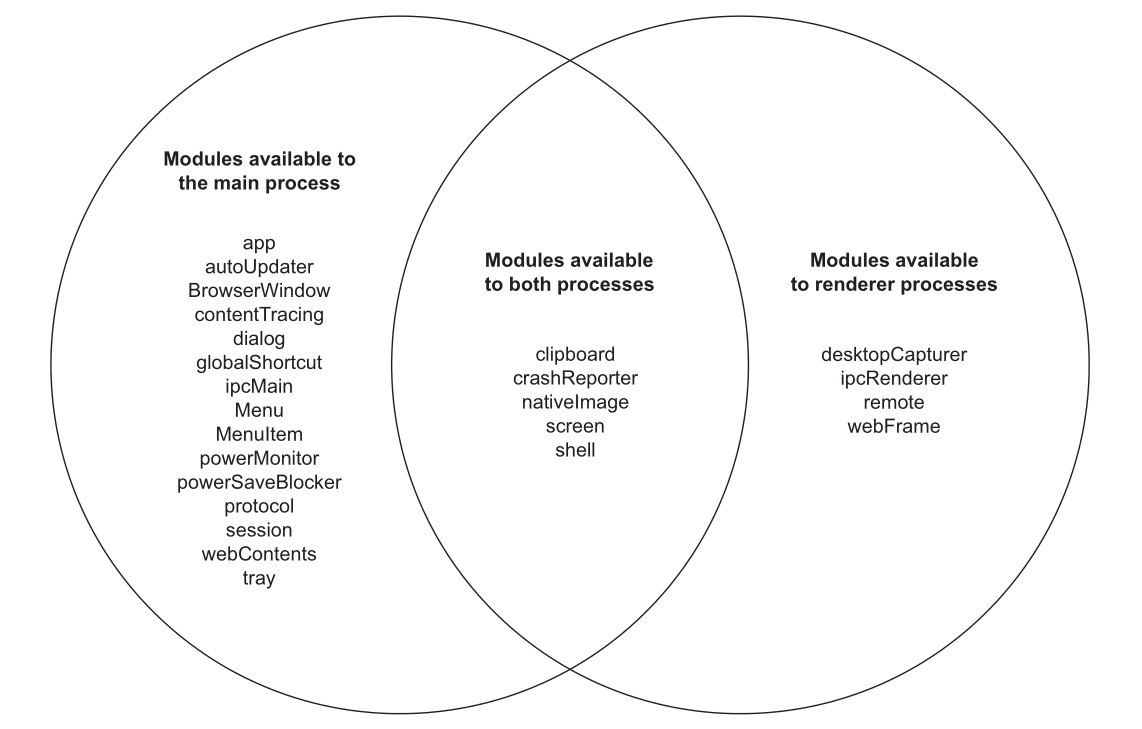 Modules available to
the main process
app
autoUpdater
BrowserWindow
contentTracing
dialog
globalShortcut
ipcMain
Menu
MenuItem
powerMonitor
powerSaveBlocker
protocol
session
webContents
tray
Modules available
to both processes
clipboard
crashReporter
nativeImage
screen
shell
Modules available
to renderer processes
desktopCapturer
ipcRenderer
remote
webFrame